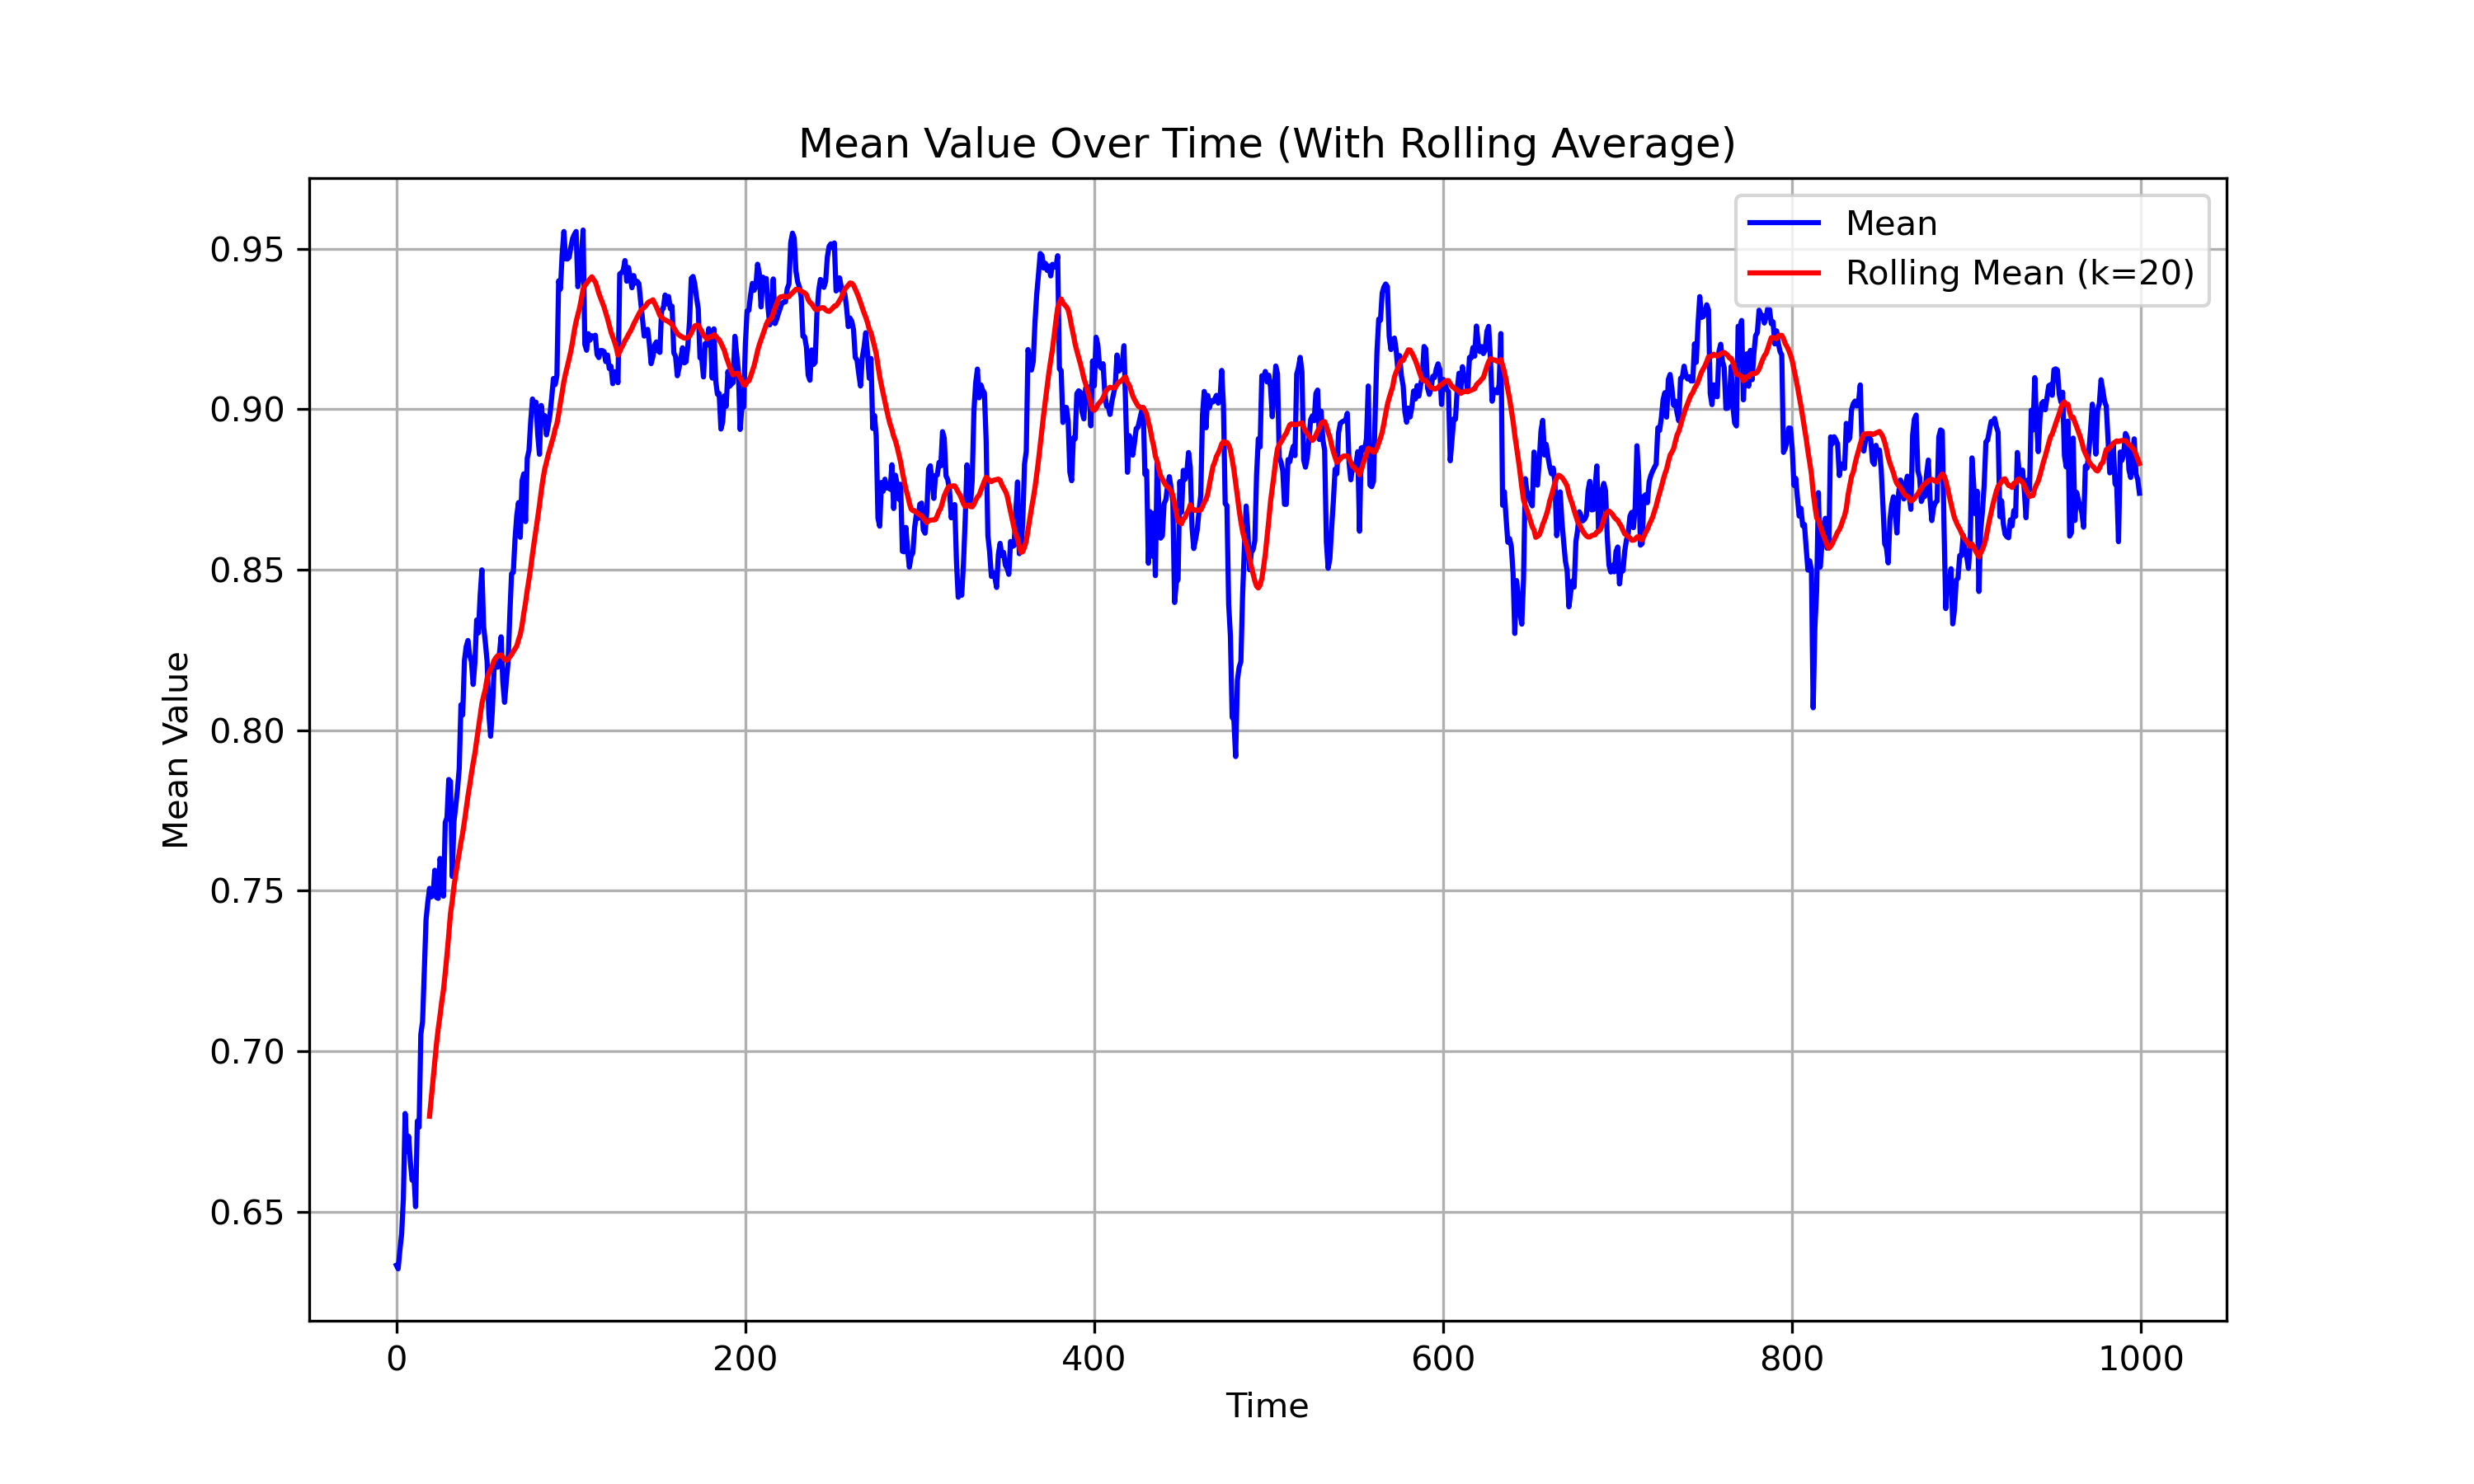 Mean Value Over Time (With Rolling Average)
Mean
Rolling Mean (k=20)
Mean Value
0.95
0.90
0.85
0.80
0.75
0.70
0.65
0 200 400 600 800 1000
Time